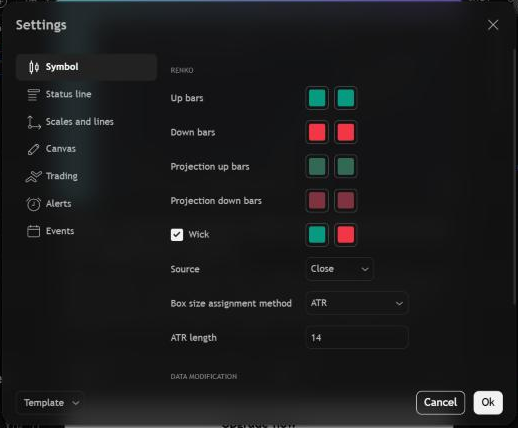 Settings
Symbol
Status line
Scales and lines
Canvas
Trading
Alerts
Events
RENKO
Up bars
Down bars
Projection up bars
Projection down bars
Wick
Source
Close
Box size assignment method
ATR
ATR length
14
DATA MODIFICATION
Template
Cancel
Ok